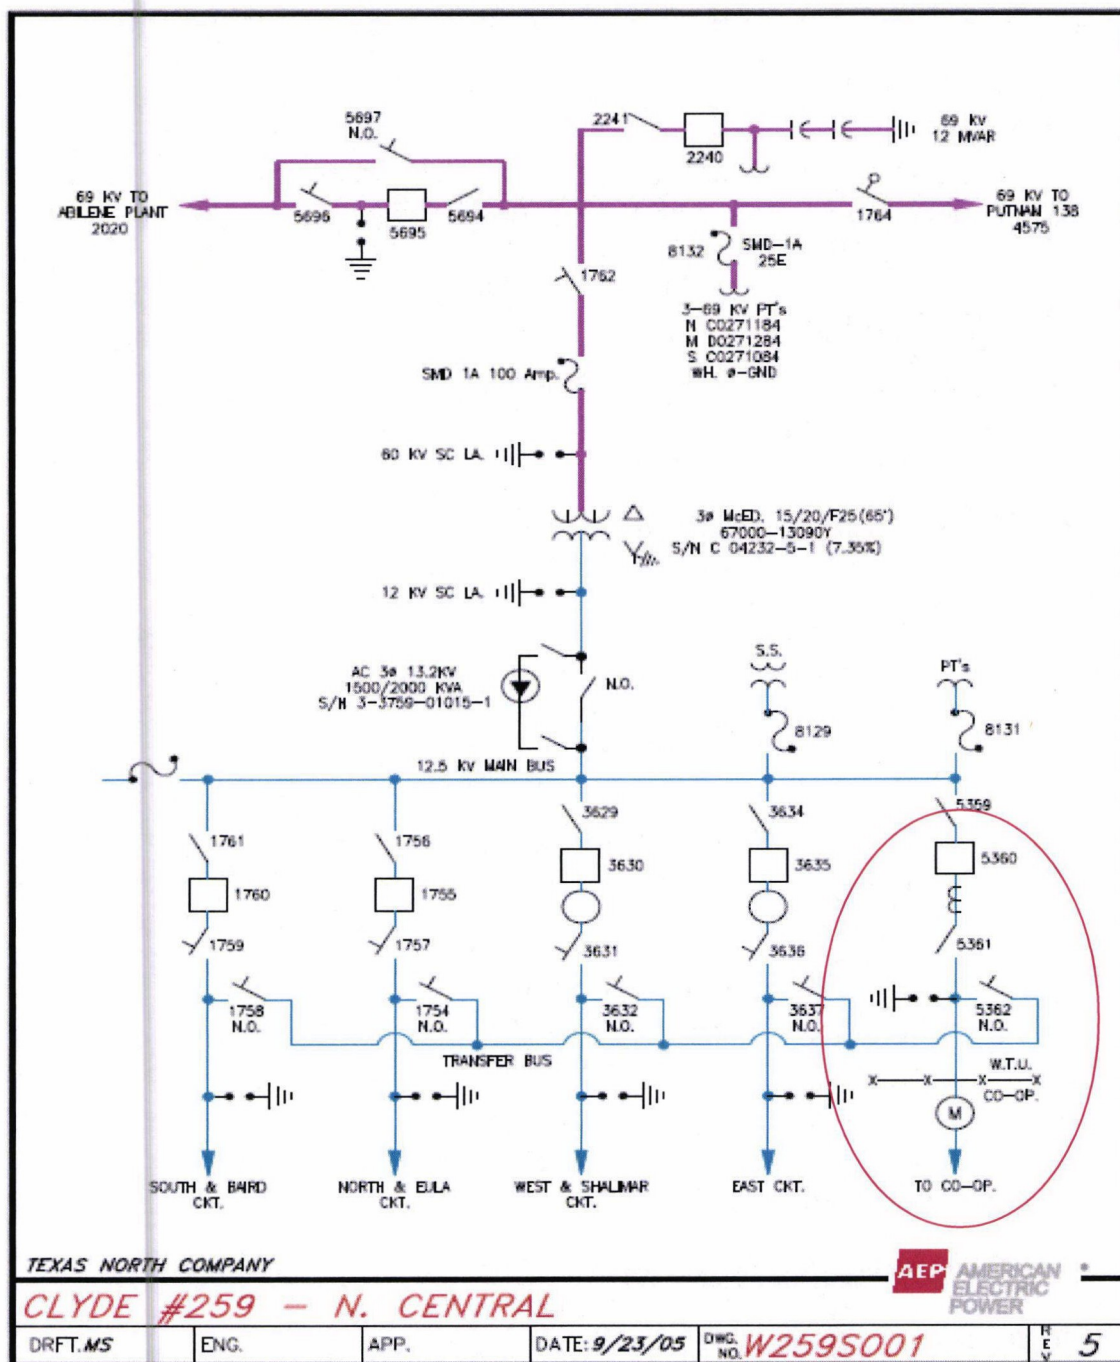 5697
N.O.
2241
2240
69 KV
12 MVAR
69 KV TO
ABILENE PLANT
2020
5696
5695
5694
1764
69 KV TO
PUTNAM 138
4575
8132
SMD-1A
25E
1762
3-69 KV PT's
N C0271184
M D0271284
S C0271084
WH. ø-GND
SMD 1A 100 Amp.
60 KV SC LA.
3ø McED. 15/20/F25(65°)
67000-13090Y
S/N C 04232-5-1 (7.35%)
12 KV SC LA.
AC 3ø 13.2KV
1500/2000 KVA
S/N 3-3759-01015-1
N.O.
S.S.
PT's
8129
8131
12.5 KV MAIN BUS
1761
1756
3629
3634
5359
1760
1755
3630
3635
5360
1759
1757
3631
3636
5361
1758
N.O.
1754
N.O.
3632
N.O.
3637
N.O.
5362
N.O.
TRANSFER BUS
W.T.U.
X X X X
CO-OP.
M
SOUTH & BAIRD
CKT.
NORTH & EULA
CKT.
WEST & SHALIMAR
CKT.
EAST CKT.
TO CO-OP.
TEXAS NORTH COMPANY
AEP AMERICAN
ELECTRIC
POWER
CLYDE #259 - N. CENTRAL
DRFT. MS
ENG.
APP.
DATE: 9/23/05
DWG. NO. W259S001
REV 5